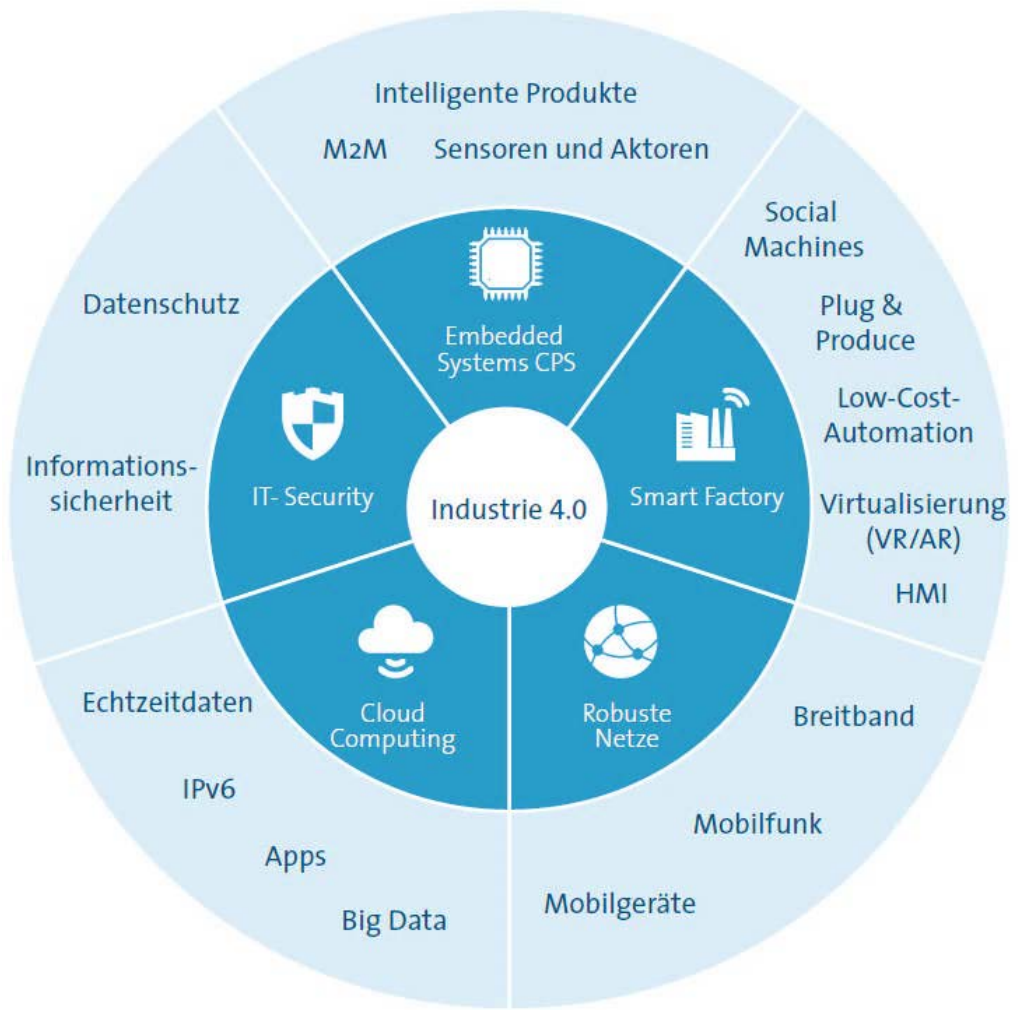 Intelligente Produkte
M2M Sensoren und Aktoren
Social
Machines
Plug &
Produce
Low-Cost-
Automation
Virtualisierung
(VR/AR)
HMI
Datenschutz
Informations-
sicherheit
Embedded
Systems CPS
IT- Security
Industrie 4.0
Smart Factory
Cloud
Computing
Robuste
Netze
Echtzeitdaten
IPv6
Apps
Big Data
Breitband
Mobilfunk
Mobilgeräte